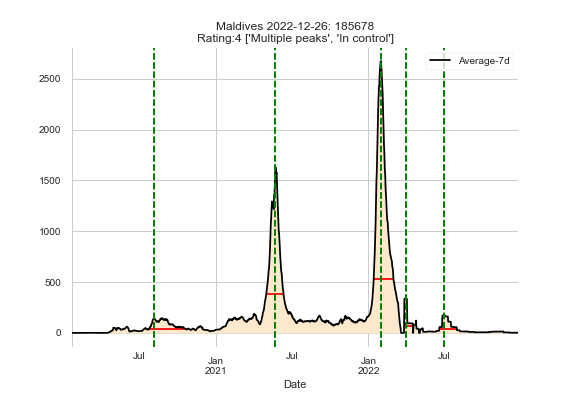 Maldives 2022-12-26: 185678
Rating:4 ['Multiple peaks', 'In control']
Average-7d
2500
2000
1500
1000
500
0
Jul
Jan
2021
Jul
Jan
2022
Jul
Date